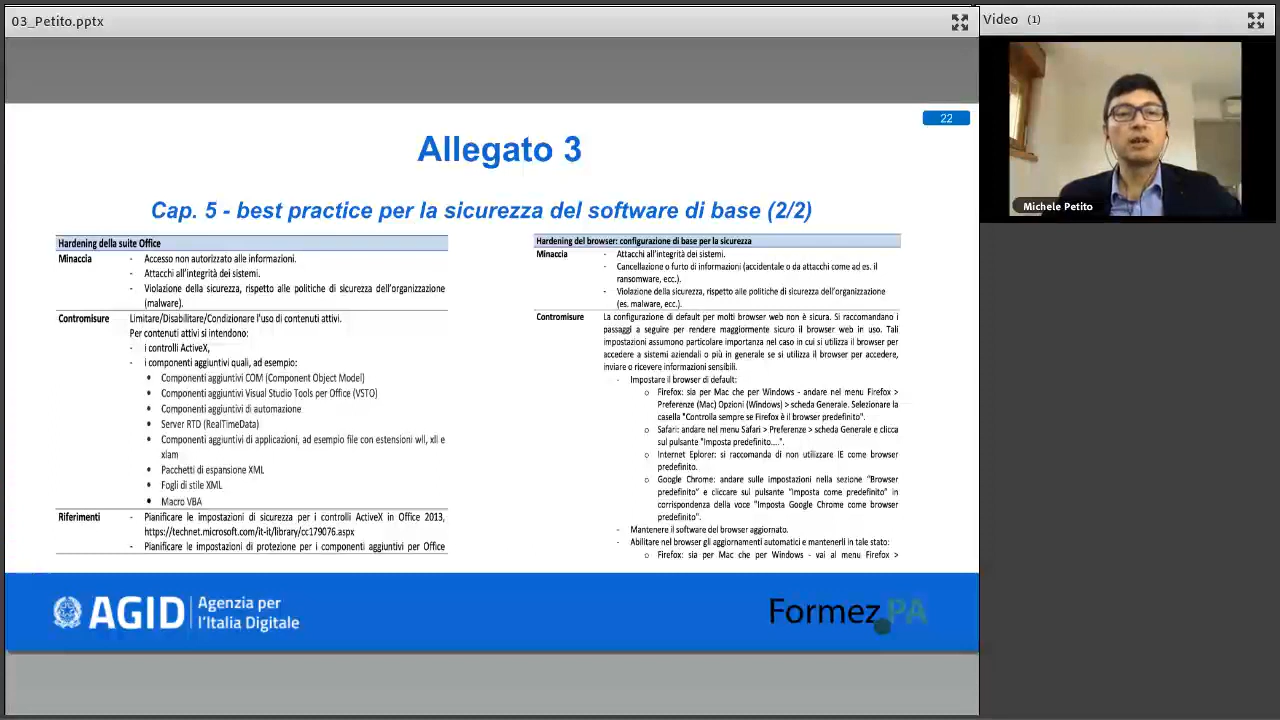 03_Petito.pptx
Video (1)
Michele Petito
22
Allegato 3
Cap. 5 - best practice per la sicurezza del software di base (2/2)
Hardening della suite Office
Minaccia
- Accesso non autorizzato alle informazioni.
- Attacchi all'integrità dei sistemi.
- Violazione della sicurezza, rispetto alle politiche di sicurezza dell'organizzazione
(malware).
Contromisure
Limitare/Disabilitare/Condizionare l'uso di contenuti attivi.
Per contenuti attivi si intendono:
- i controlli ActiveX,
- i componenti aggiuntivi quali, ad esempio:
• Componenti aggiuntivi COM (Component Object Model)
• Componenti aggiuntivi Visual Studio Tools per Office (VSTO)
• Componenti aggiuntivi di automazione
• Server RTD (RealTimeData)
• Componenti aggiuntivi di applicazioni, ad esempio file con estensioni wll, xll e
xlam
• Pacchetti di espansione XML
• Fogli di stile XML
• Macro VBA
Riferimenti
- Pianificare le impostazioni di sicurezza per i controlli ActiveX in Office 2013,
https://technet.microsoft.com/it-it/library/cc179076.aspx
- Pianificare le impostazioni di protezione per i componenti aggiuntivi per Office
Hardening del browser: configurazione di base per la sicurezza
Minaccia
- Attacchi all'integrità dei sistemi.
- Cancellazione o furto di informazioni (accidentale o da attacchi come ad es. il
ransomware, ecc.).
- Violazione della sicurezza, rispetto alle politiche di sicurezza dell'organizzazione
(es. malware, ecc.).
Contromisure
La configurazione di default per molti browser web non è sicura. Si raccomandano i
passaggi a seguire per rendere maggiormente sicuro il browser web in uso. Tali
impostazioni assumono particolare importanza nel caso in cui si utilizza il browser per
accedere a sistemi aziendali o più in generale se si utilizza il browser per accedere,
inviare o ricevere informazioni sensibili.
- Impostare il browser di default:
o Firefox: sia per Mac che per Windows - andare nel menu Firefox >
Preferenze (Mac) Opzioni (Windows) > scheda Generale. Selezionare la
casella "Controlla sempre se Firefox è il browser predefinito".
o Safari: andare nel menu Safari > Preferenze > scheda Generale e clicca
sul pulsante "Imposta predefinito....".
o Internet Eplorer: si raccomanda di non utilizzare IE come browser
predefinito.
o Google Chrome: andare sulle impostazioni nella sezione "Browser
predefinito" e cliccare sul pulsante "Imposta come predefinito" in
corrispondenza della voce "Imposta Google Chrome come browser
predefinito".
- Mantenere il software del browser aggiornato.
- Abilitare nel browser gli aggiornamenti automatici e mantenerli in tale stato:
o Firefox: sia per Mac che per Windows - vai al menu Firefox >
AGID
Agenzia per
l'Italia Digitale
Formez PA